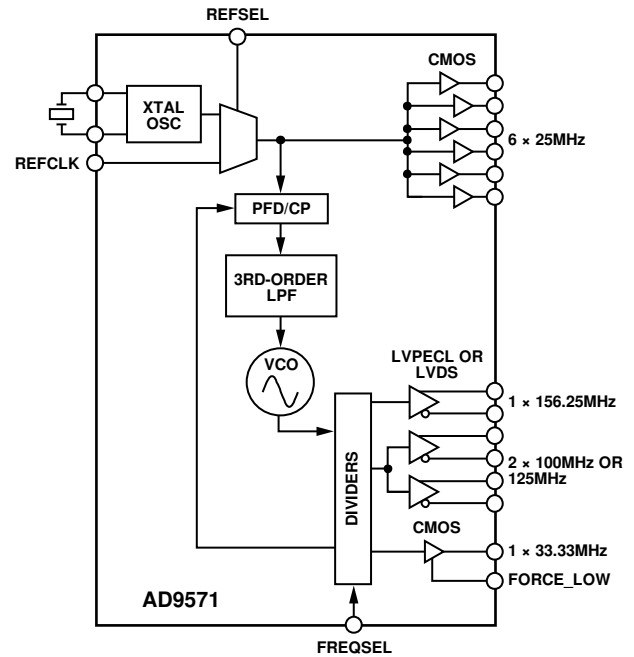 REFSEL
CMOS
XTAL
OSC
REFCLK
6 × 25MHz
PFD/CP
3RD-ORDER
LPF
VCO
LVPECL OR
LVDS
1 × 156.25MHz
2 × 100MHz OR
125MHz
DIVIDERS
CMOS
1 × 33.33MHz
FORCE_LOW
AD9571
FREQSEL